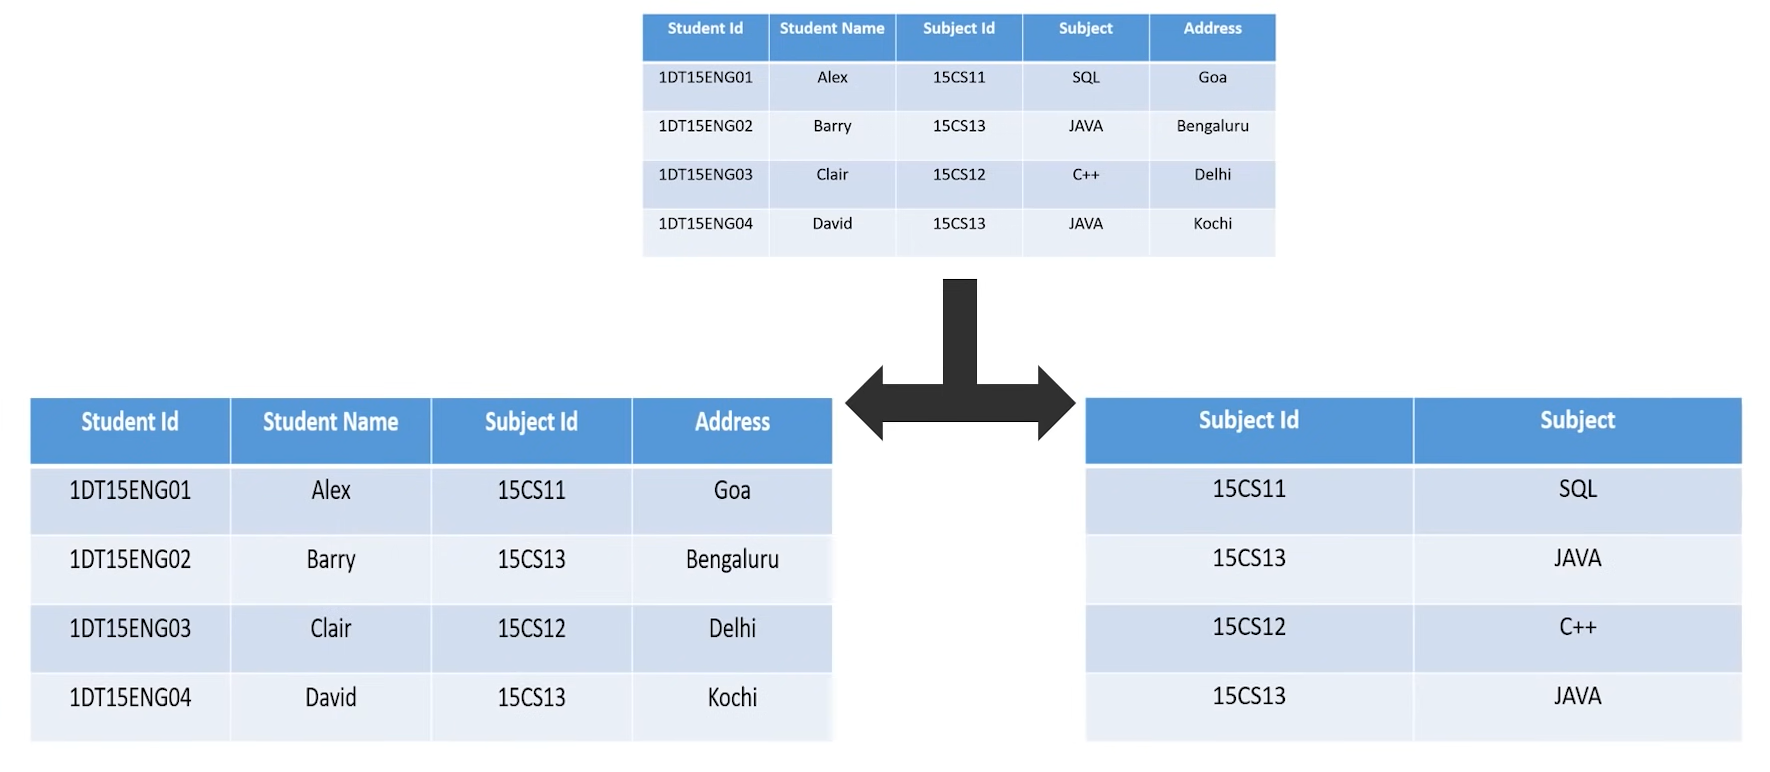 Student Id Student Name Subject Id Subject Address
1DT15ENG01 Alex 15CS11 SQL Goa
1DT15ENG02 Barry 15CS13 JAVA Bengaluru
1DT15ENG03 Clair 15CS12 C++ Delhi
1DT15ENG04 David 15CS13 JAVA Kochi
Student Id Student Name Subject Id Address
1DT15ENG01 Alex 15CS11 Goa
1DT15ENG02 Barry 15CS13 Bengaluru
1DT15ENG03 Clair 15CS12 Delhi
1DT15ENG04 David 15CS13 Kochi
Subject Id Subject
15CS11 SQL
15CS13 JAVA
15CS12 C++
15CS13 JAVA